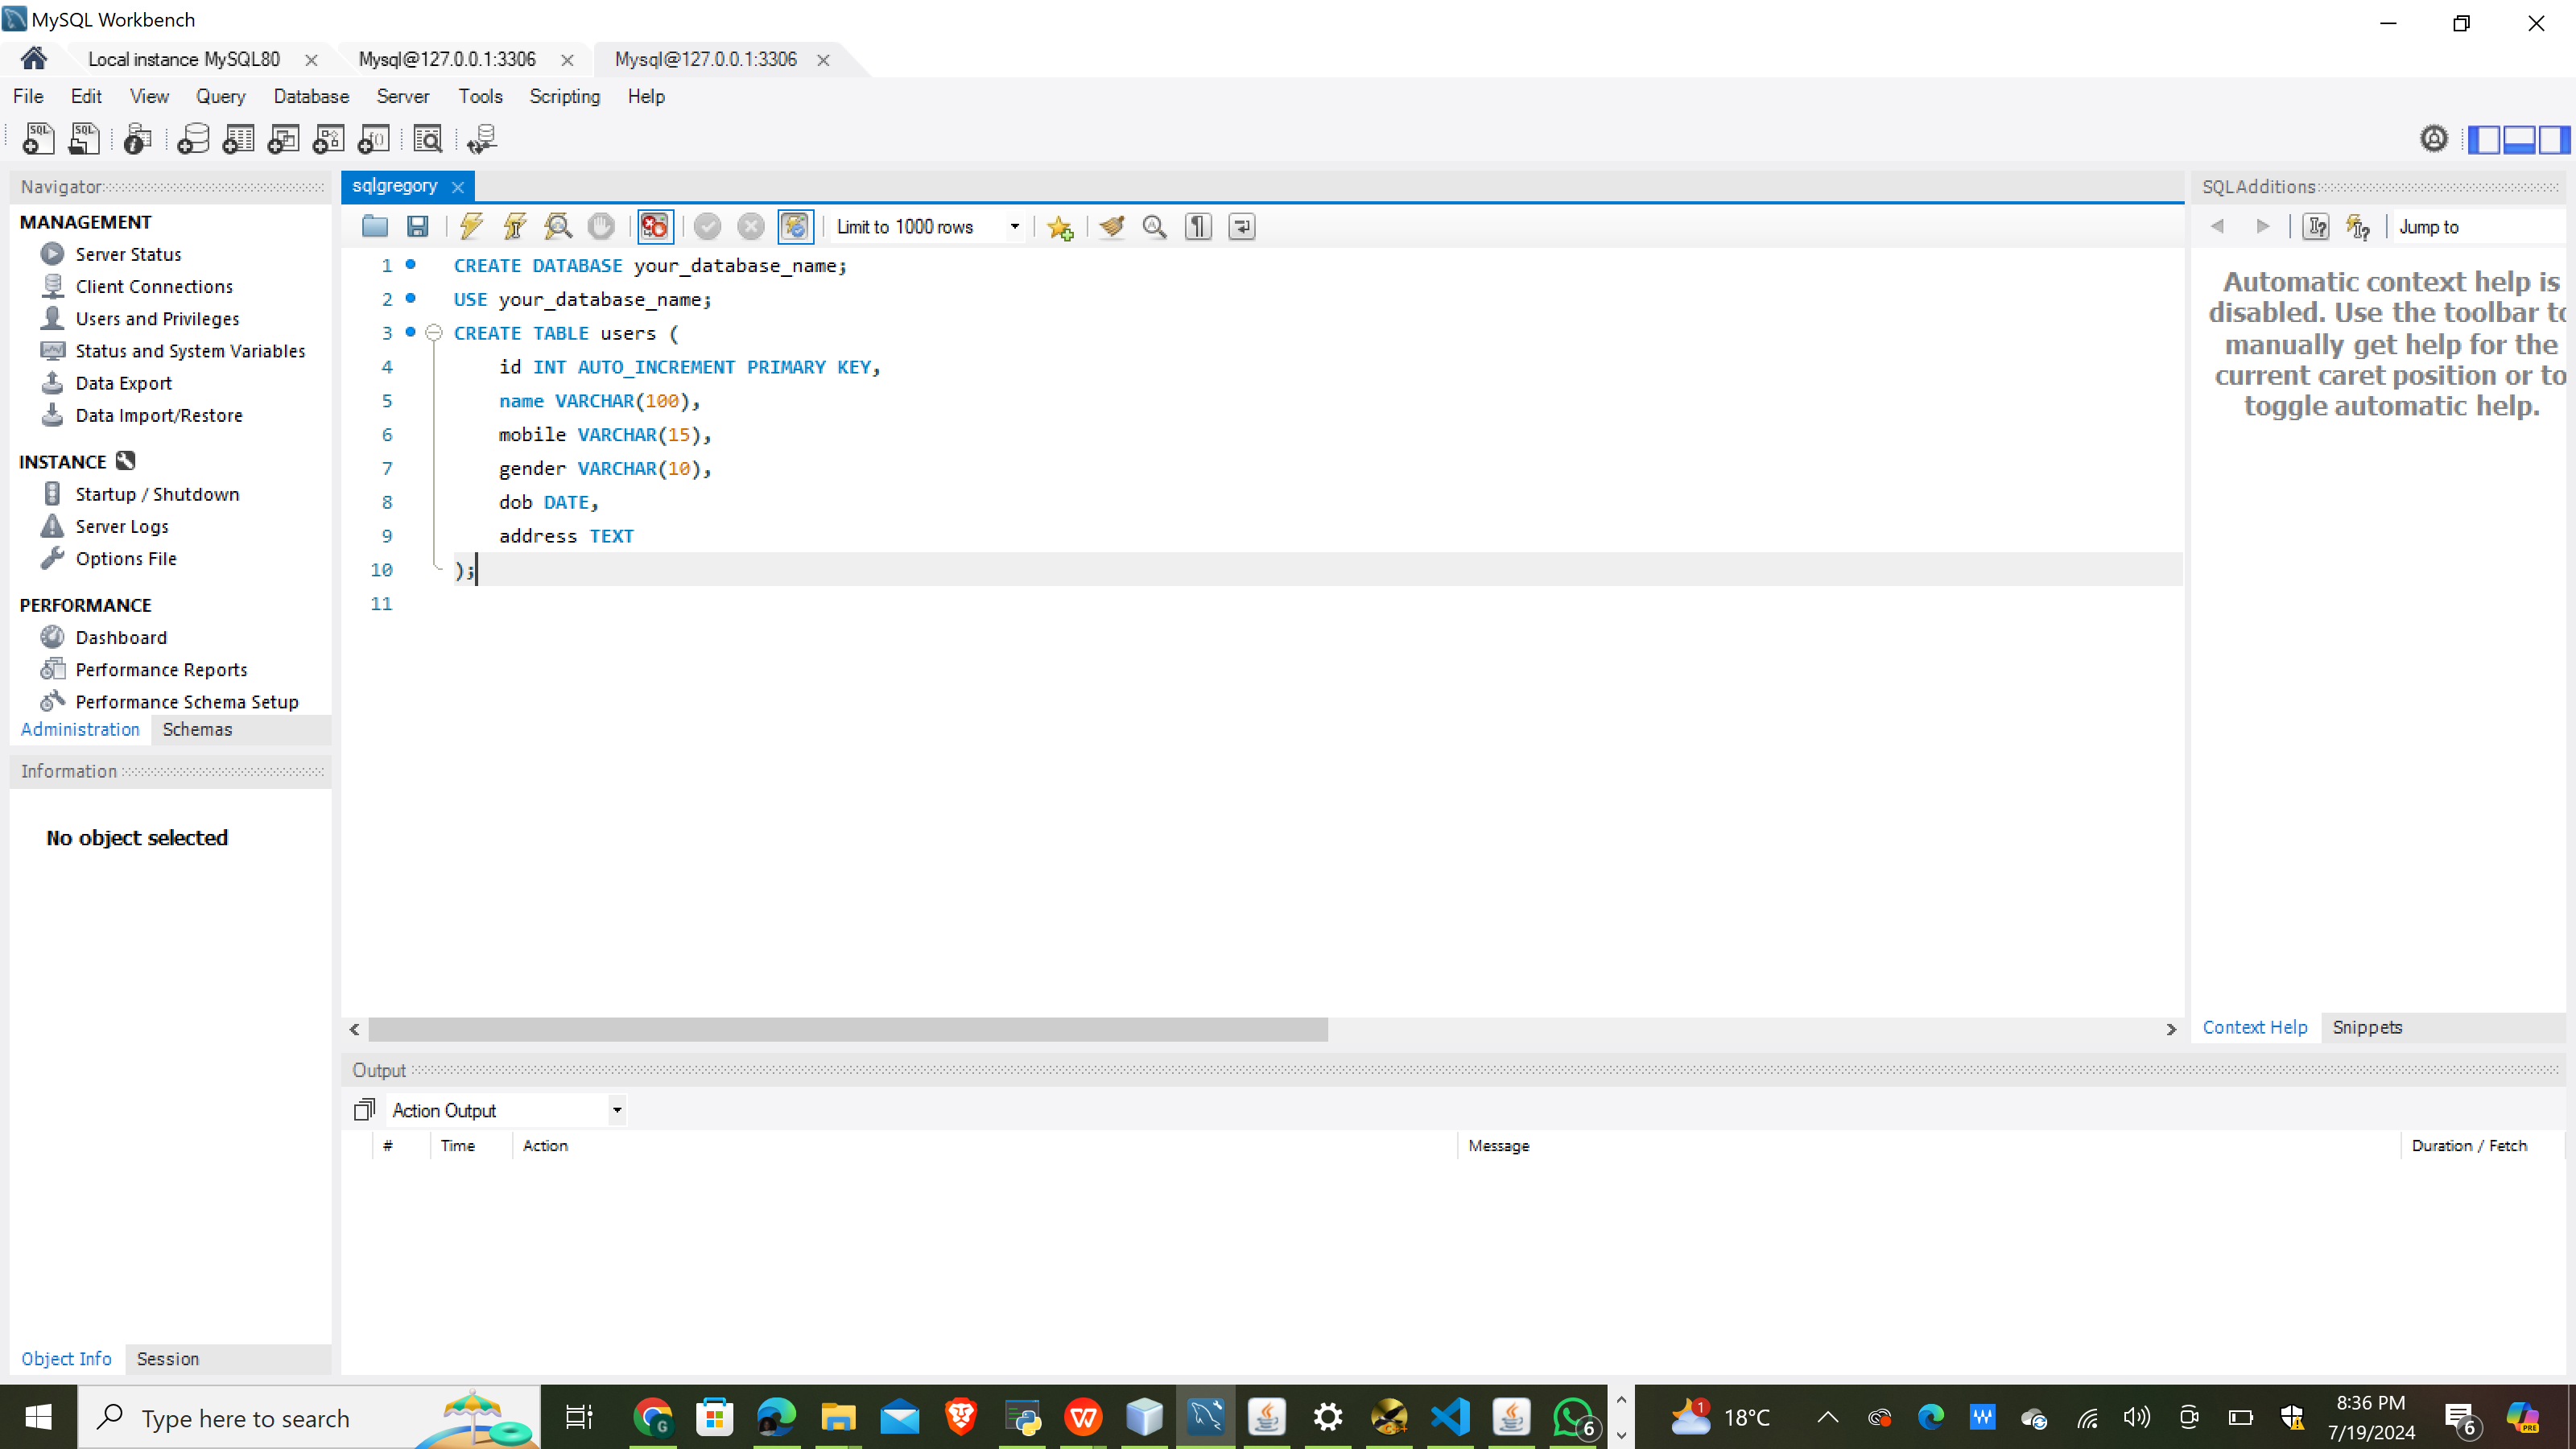 MySQL Workbench
Local instance MySQL80
Mysql@127.0.0.1:3306
Mysql@127.0.0.1:3306
File Edit View Query Database Server Tools Scripting Help
Navigator
MANAGEMENT
Server Status
Client Connections
Users and Privileges
Status and System Variables
Data Export
Data Import/Restore
INSTANCE
Startup / Shutdown
Server Logs
Options File
PERFORMANCE
Dashboard
Performance Reports
Performance Schema Setup
Administration Schemas
Information
No object selected
Object Info Session
sqlgregory
Limit to 1000 rows
1 CREATE DATABASE your_database_name;
2 USE your_database_name;
3 CREATE TABLE users (
4 id INT AUTO_INCREMENT PRIMARY KEY,
5 name VARCHAR(100),
6 mobile VARCHAR(15),
7 gender VARCHAR(10),
8 dob DATE,
9 address TEXT
10 );
11
SQLAdditions
Jump to
Automatic context help is
disabled. Use the toolbar to
manually get help for the
current caret position or to
toggle automatic help.
Context Help Snippets
Output
Action Output
# Time Action Message Duration / Fetch
Type here to search
6
1
18°C
8:36 PM
7/19/2024
6
PRE